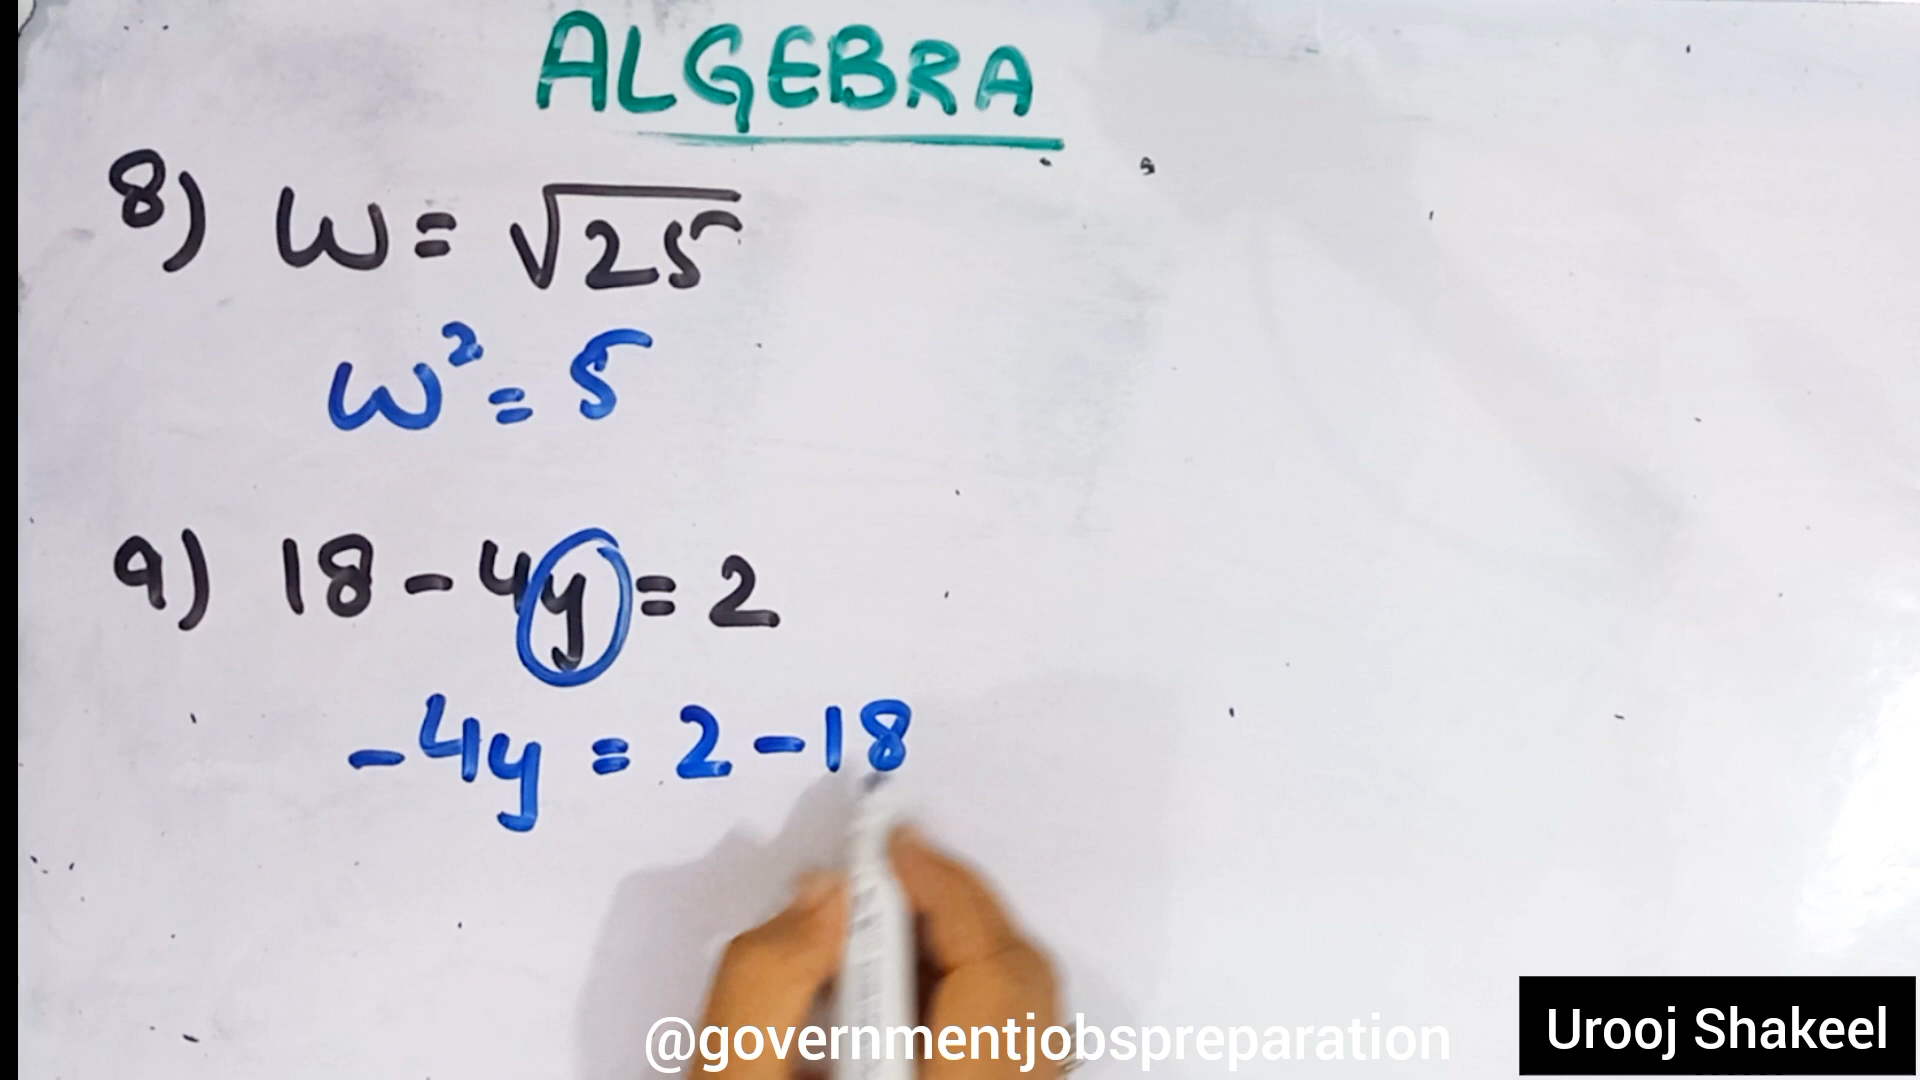 ALGEBRA
8) w = √25
w² = 5
9) 18 - 4y = 2
-4y = 2 - 18
@governmentjobspreparation
Urooj Shakeel